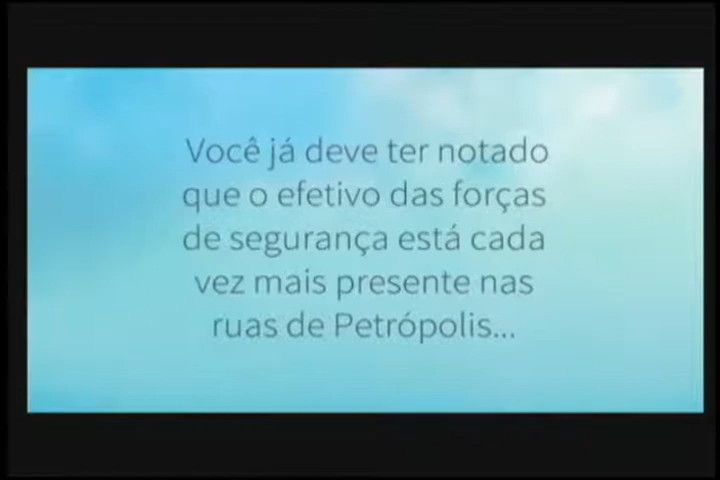 Você já deve ter notado
que o efetivo das forças
de segurança está cada
vez mais presente nas
ruas de Petrópolis...